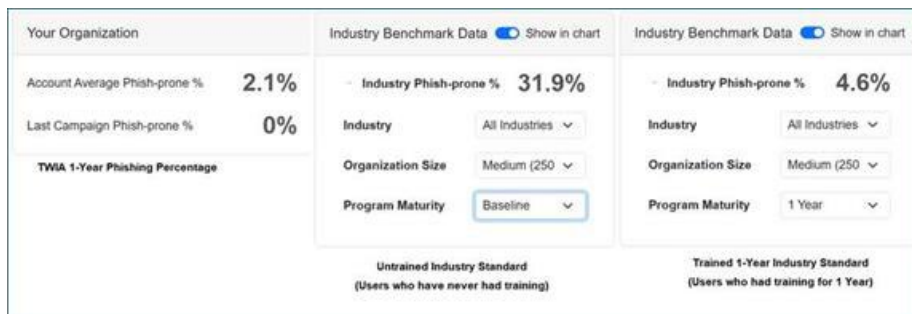 Your Organization
Account Average Phish-prone % 2.1%
Last Campaign Phish-prone % 0%
TWIA 1-Year Phishing Percentage
Industry Benchmark Data Show in chart
Industry Phish-prone % 31.9%
Industry All Industries
Organization Size Medium (250
Program Maturity Baseline
Untrained Industry Standard
(Users who have never had training)
Industry Benchmark Data Show in chart
Industry Phish-prone % 4.6%
Industry All Industries
Organization Size Medium (250
Program Maturity 1 Year
Trained 1-Year Industry Standard
(Users who had training for 1 Year)